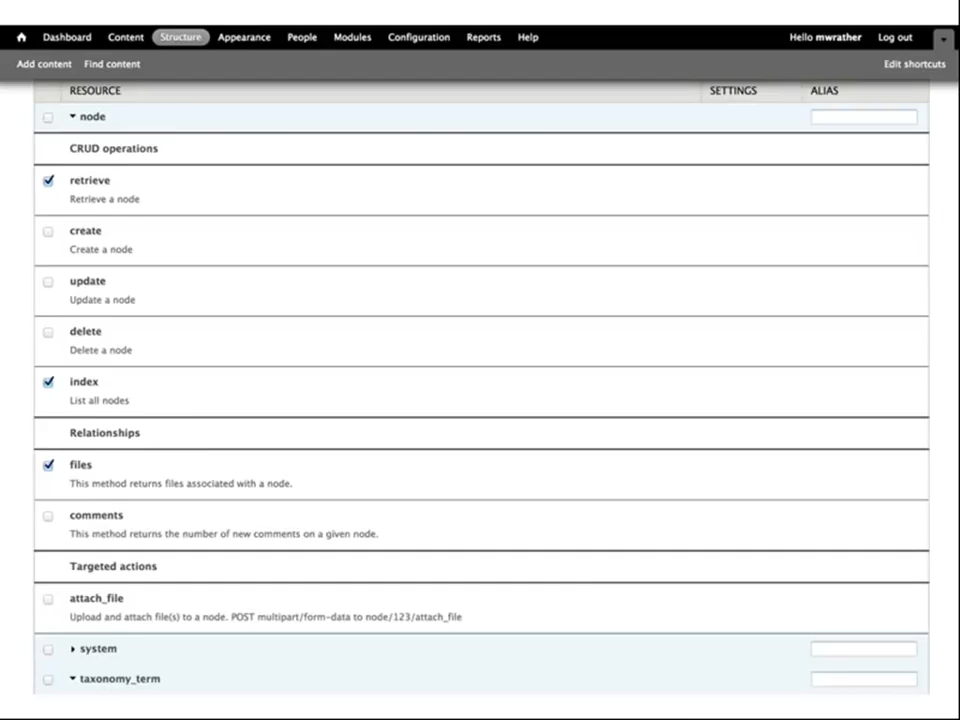 Dashboard Content Structure Appearance People Modules Configuration Reports Help Hello mwrather Log out
Add content Find content Edit shortcuts
RESOURCE SETTINGS ALIAS
node
CRUD operations
retrieve
Retrieve a node
create
Create a node
update
Update a node
delete
Delete a node
index
List all nodes
Relationships
files
This method returns files associated with a node.
comments
This method returns the number of new comments on a given node.
Targeted actions
attach_file
Upload and attach file(s) to a node. POST multipart/form-data to node/123/attach_file
system
taxonomy_term